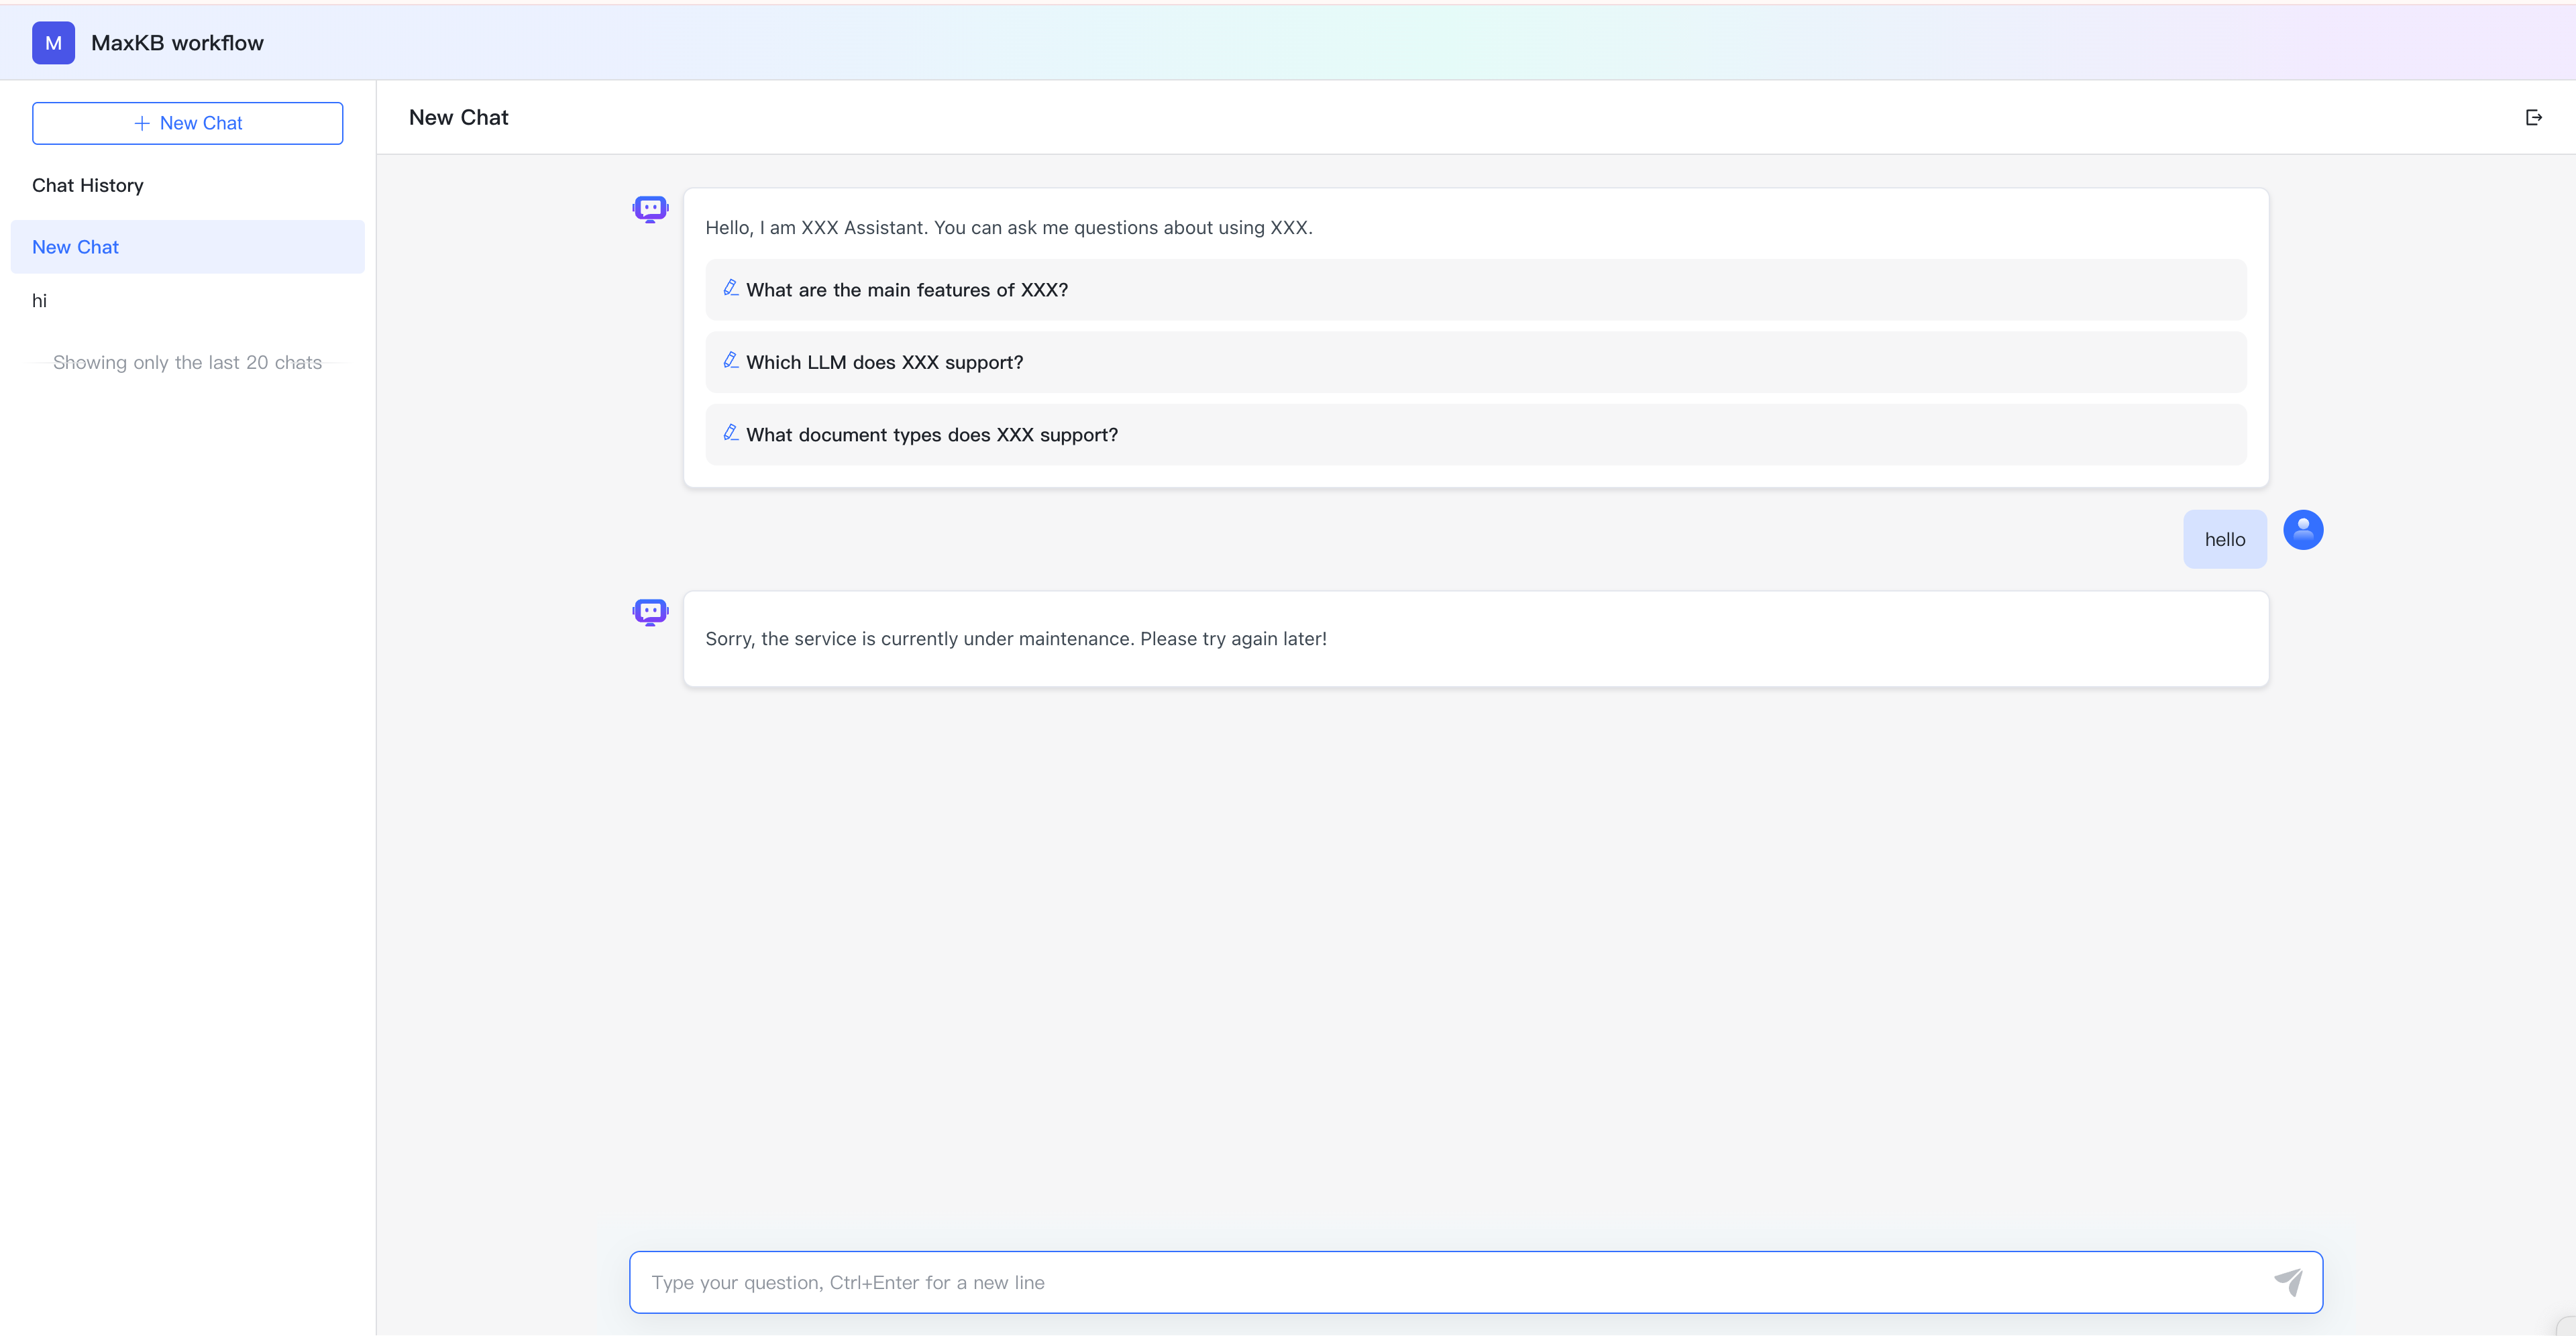 M
MaxKB workflow
New Chat
Chat History
New Chat
hi
Showing only the last 20 chats
New Chat
Hello, I am XXX Assistant. You can ask me questions about using XXX.
What are the main features of XXX?
Which LLM does XXX support?
What document types does XXX support?
hello
Sorry, the service is currently under maintenance. Please try again later!
Type your question, Ctrl+Enter for a new line